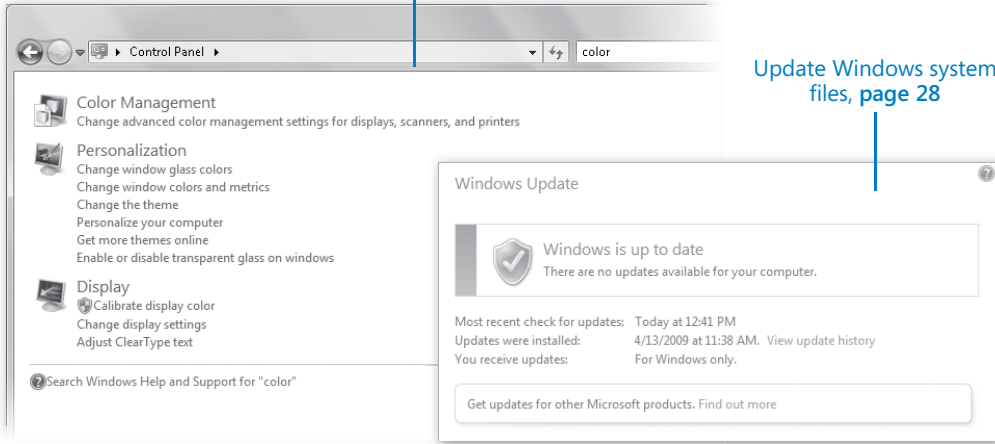 Control Panel
color
Update Windows system
files, page 28
Color Management
Change advanced color management settings for displays, scanners, and printers
Personalization
Change window glass colors
Change window colors and metrics
Change the theme
Personalize your computer
Get more themes online
Enable or disable transparent glass on windows
Display
Calibrate display color
Change display settings
Adjust ClearType text
Search Windows Help and Support for "color"
Windows Update
Windows is up to date
There are no updates available for your computer.
Most recent check for updates: Today at 12:41 PM
Updates were installed: 4/13/2009 at 11:38 AM. View update history
You receive updates: For Windows only.
Get updates for other Microsoft products. Find out more